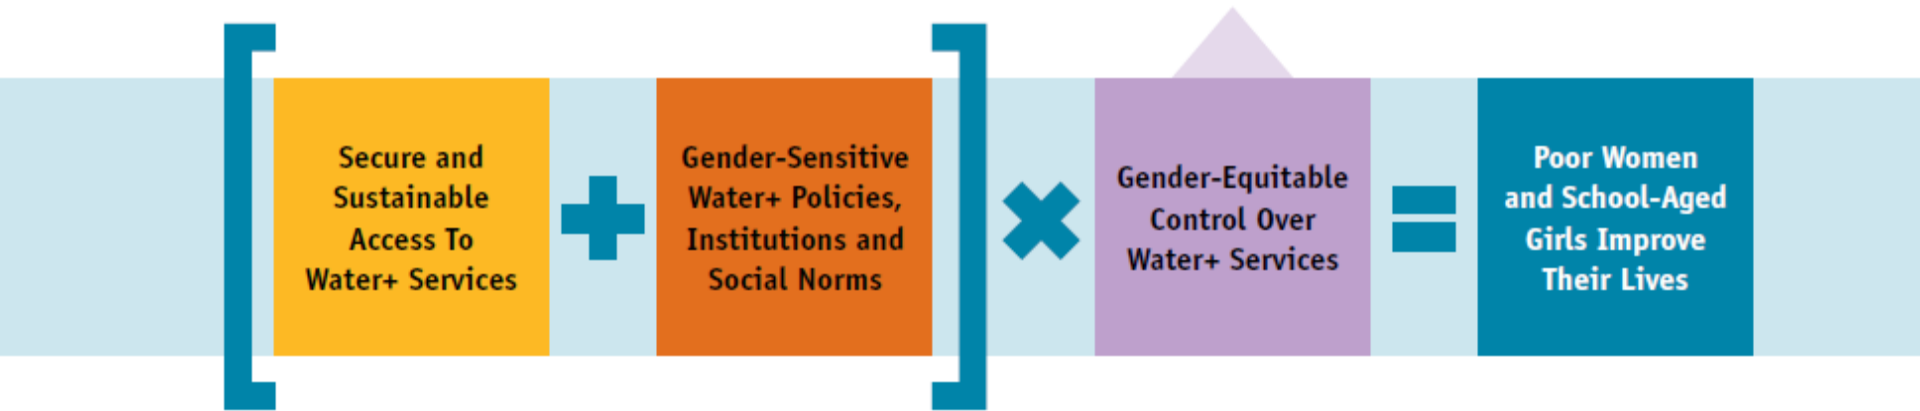 Secure and
Sustainable
Access To
Water+ Services
Gender-Sensitive
Water+ Policies,
Institutions and
Social Norms
Gender-Equitable
Control Over
Water+ Services
Poor Women
and School-Aged
Girls Improve
Their Lives